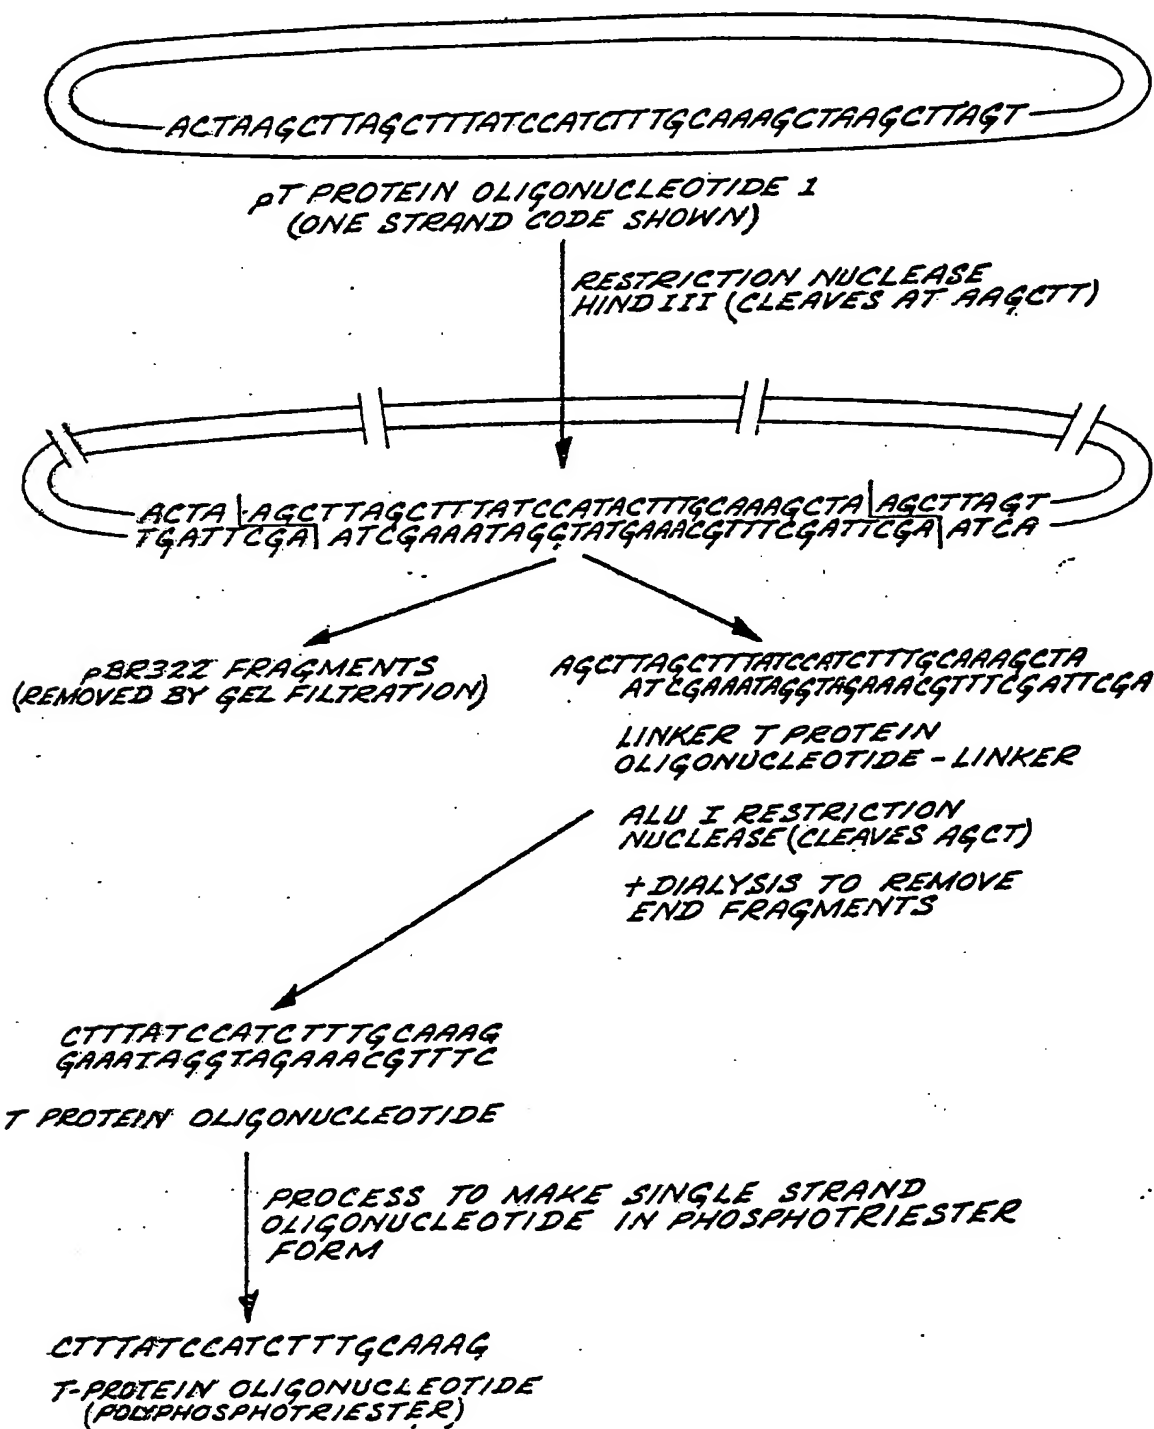 ACTAAGCTTAGCTTTATCCATCTTTGCAAAGCTAAGCTTAGT
pT PROTEIN OLIGONUCLEOTIDE 1
(ONE STRAND CODE SHOWN)
RESTRICTION NUCLEASE
HIND III (CLEAVES AT AAGCTT)
ACTA AGCTTAGCTTTATCCATACTTTGCAAAGCTA AGCTTAGT
TGATTCGA ATCGAAATAGGTATGAAACGTTTCGATTCGA ATCA
pBR322 FRAGMENTS
(REMOVED BY GEL FILTRATION)
AGCTTAGCTTTATCCATCTTTGCAAAGCTA
ATCGAAATAGGTAGAAACGTTTCGATTCGA
LINKER T PROTEIN
OLIGONUCLEOTIDE - LINKER
ALU I RESTRICTION
NUCLEASE (CLEAVES AGCT)
+ DIALYSIS TO REMOVE
END FRAGMENTS
CTTTATCCATCTTTGCAAAG
GAAATAGGTAGAAACGTTTC
T PROTEIN OLIGONUCLEOTIDE
PROCESS TO MAKE SINGLE STRAND
OLIGONUCLEOTIDE IN PHOSPHOTRIESTER
FORM
CTTTATCCATCTTTGCAAAG
T-PROTEIN OLIGONUCLEOTIDE
(POLYPHOSPHOTRIESTER)